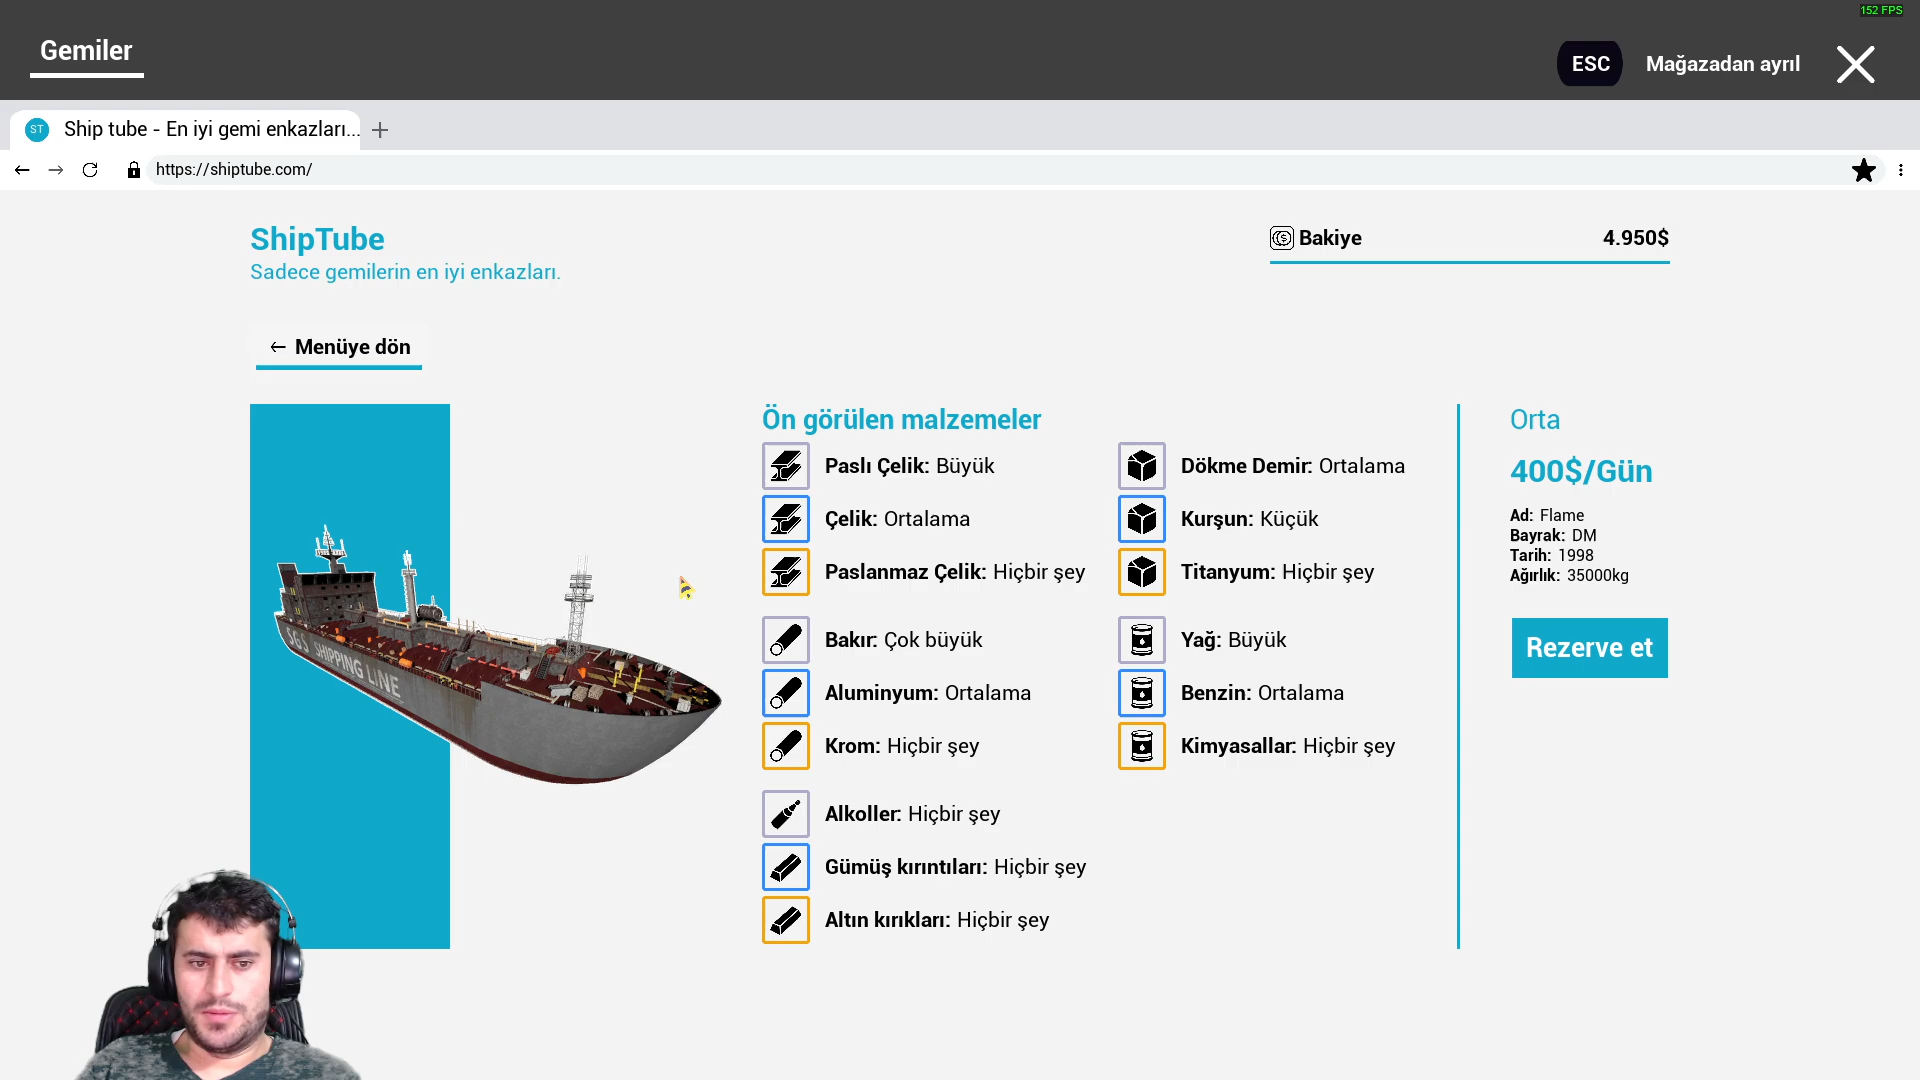 152 FPS
Gemiler
ESC Mağazadan ayrıl
ST Ship tube - En iyi gemi enkazları...
https://shiptube.com/
ShipTube
Sadece gemilerin en iyi enkazları.
Bakiye 4.950$
← Menüye dön
SGS SHIPPING LINE
Ön görülen malzemeler
Paslı Çelik: Büyük
Çelik: Ortalama
Paslanmaz Çelik: Hiçbir şey
Bakır: Çok büyük
Aluminyum: Ortalama
Krom: Hiçbir şey
Alkoller: Hiçbir şey
Gümüş kırıntıları: Hiçbir şey
Altın kırıkları: Hiçbir şey
Dökme Demir: Ortalama
Kurşun: Küçük
Titanyum: Hiçbir şey
Yağ: Büyük
Benzin: Ortalama
Kimyasallar: Hiçbir şey
Orta
400$/Gün
Ad: Flame
Bayrak: DM
Tarih: 1998
Ağırlık: 35000kg
Rezerve et